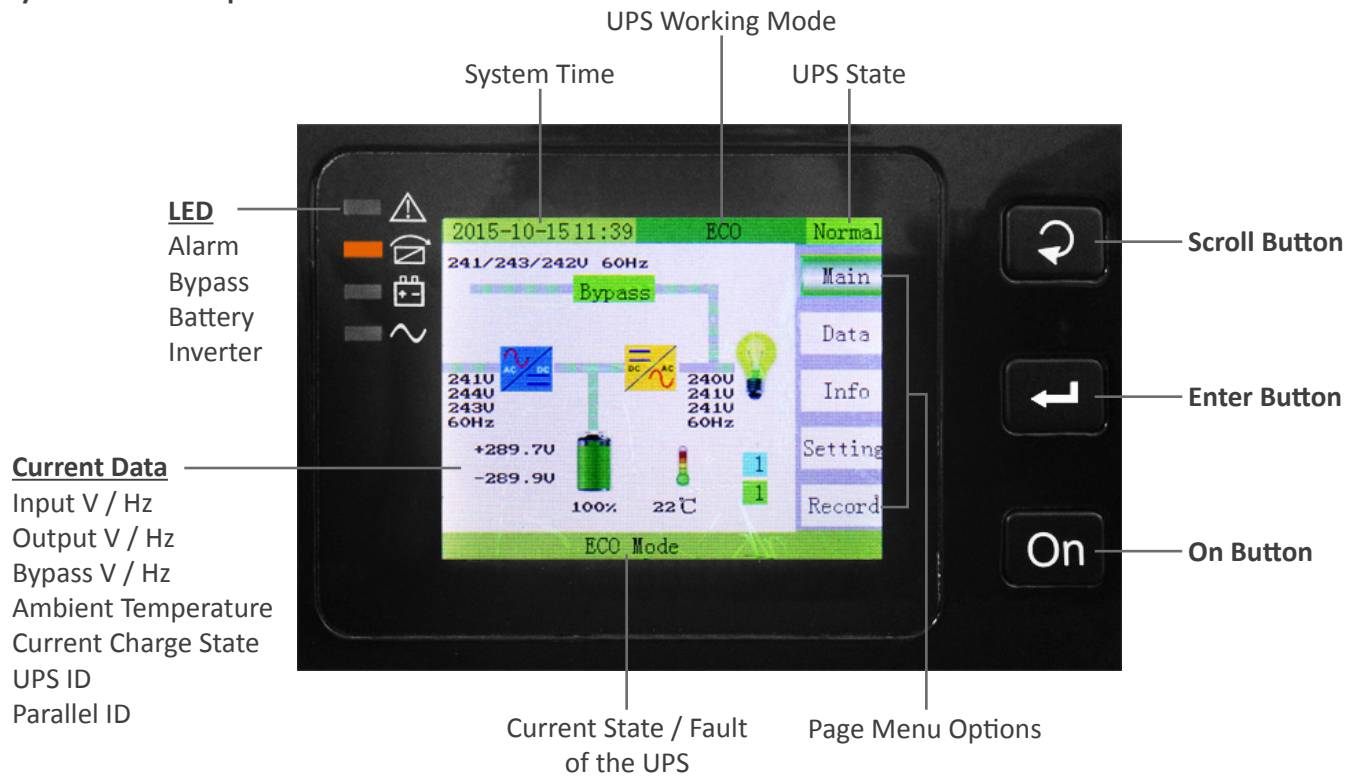 UPS Working Mode
System Time
UPS State
LED
Alarm
Bypass
Battery
Inverter
2015-10-15 11:39 ECO Normal
241/243/242V 60Hz
Bypass
AC DC
DC AC
241V
244V
243V
60Hz
240V
241V
241V
60Hz
+289.7V
-289.9V
100%
22℃
1
1
Main
Data
Info
Setting
Record
ECO Mode
Scroll Button
Enter Button
On
On Button
Current Data
Input V / Hz
Output V / Hz
Bypass V / Hz
Ambient Temperature
Current Charge State
UPS ID
Parallel ID
Current State / Fault
of the UPS
Page Menu Options